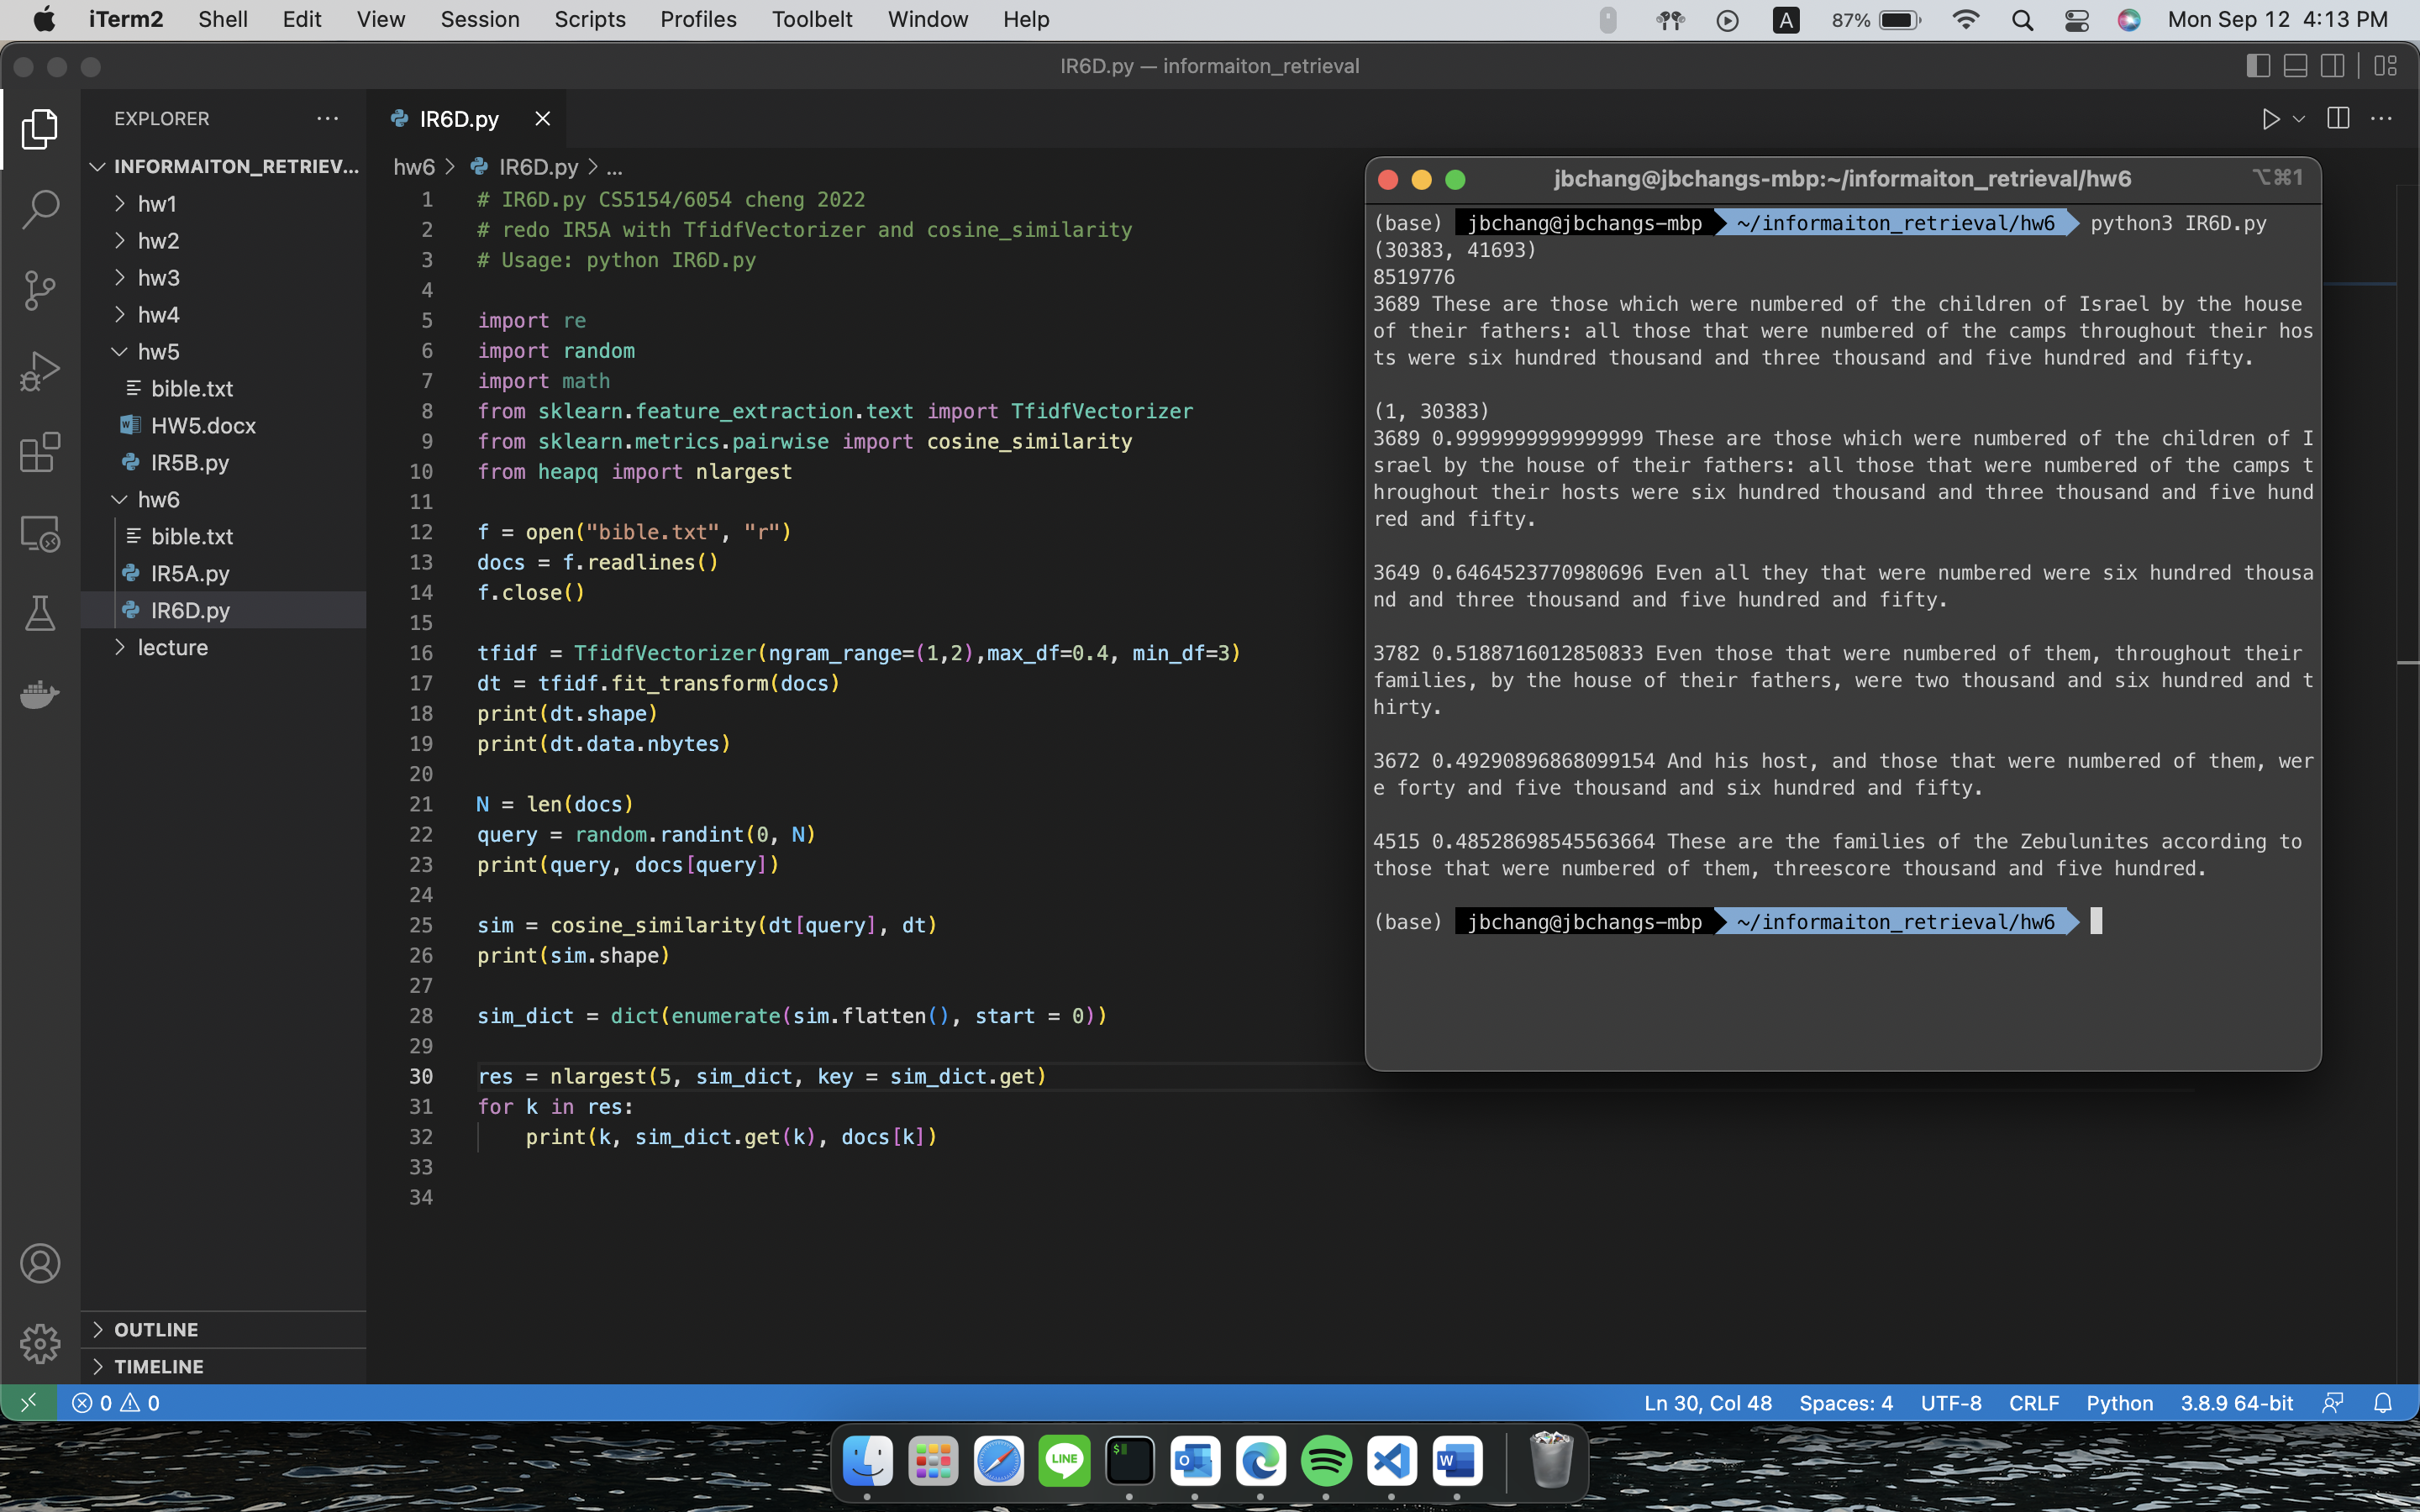 iTerm2 Shell Edit View Session Scripts Profiles Toolbelt Window Help A 87% Mon Sep 12 4:13 PM
IR6D.py — informaiton_retrieval
EXPLORER
INFORMAITON_RETRIEV...
hw1
hw2
hw3
hw4
hw5
bible.txt
HW5.docx
IR5B.py
hw6
bible.txt
IR5A.py
IR6D.py
lecture
OUTLINE
TIMELINE
IR6D.py
hw6 > IR6D.py > ...
1 # IR6D.py CS5154/6054 cheng 2022
2 # redo IR5A with TfidfVectorizer and cosine_similarity
3 # Usage: python IR6D.py
4
5 import re
6 import random
7 import math
8 from sklearn.feature_extraction.text import TfidfVectorizer
9 from sklearn.metrics.pairwise import cosine_similarity
10 from heapq import nlargest
11
12 f = open("bible.txt", "r")
13 docs = f.readlines()
14 f.close()
15
16 tfidf = TfidfVectorizer(ngram_range=(1,2),max_df=0.4, min_df=3)
17 dt = tfidf.fit_transform(docs)
18 print(dt.shape)
19 print(dt.data.nbytes)
20
21 N = len(docs)
22 query = random.randint(0, N)
23 print(query, docs[query])
24
25 sim = cosine_similarity(dt[query], dt)
26 print(sim.shape)
27
28 sim_dict = dict(enumerate(sim.flatten(), start = 0))
29
30 res = nlargest(5, sim_dict, key = sim_dict.get)
31 for k in res:
32 print(k, sim_dict.get(k), docs[k])
33
34
jbchang@jbchangs-mbp:~/informaiton_retrieval/hw6 ⌥⌘1
(base) jbchang@jbchangs-mbp ~/informaiton_retrieval/hw6 python3 IR6D.py
(30383, 41693)
8519776
3689 These are those which were numbered of the children of Israel by the house
of their fathers: all those that were numbered of the camps throughout their hos
ts were six hundred thousand and three thousand and five hundred and fifty.
(1, 30383)
3689 0.9999999999999999 These are those which were numbered of the children of I
srael by the house of their fathers: all those that were numbered of the camps t
hroughout their hosts were six hundred thousand and three thousand and five hund
red and fifty.
3649 0.6464523770980696 Even all they that were numbered were six hundred thousa
nd and three thousand and five hundred and fifty.
3782 0.5188716012850833 Even those that were numbered of them, throughout their
families, by the house of their fathers, were two thousand and six hundred and t
hirty.
3672 0.49290896868099154 And his host, and those that were numbered of them, wer
e forty and five thousand and six hundred and fifty.
4515 0.48528698545563664 These are the families of the Zebulunites according to
those that were numbered of them, threescore thousand and five hundred.
(base) jbchang@jbchangs-mbp ~/informaiton_retrieval/hw6
0 0 Ln 30, Col 48 Spaces: 4 UTF-8 CRLF Python 3.8.9 64-bit
LINE $ O W